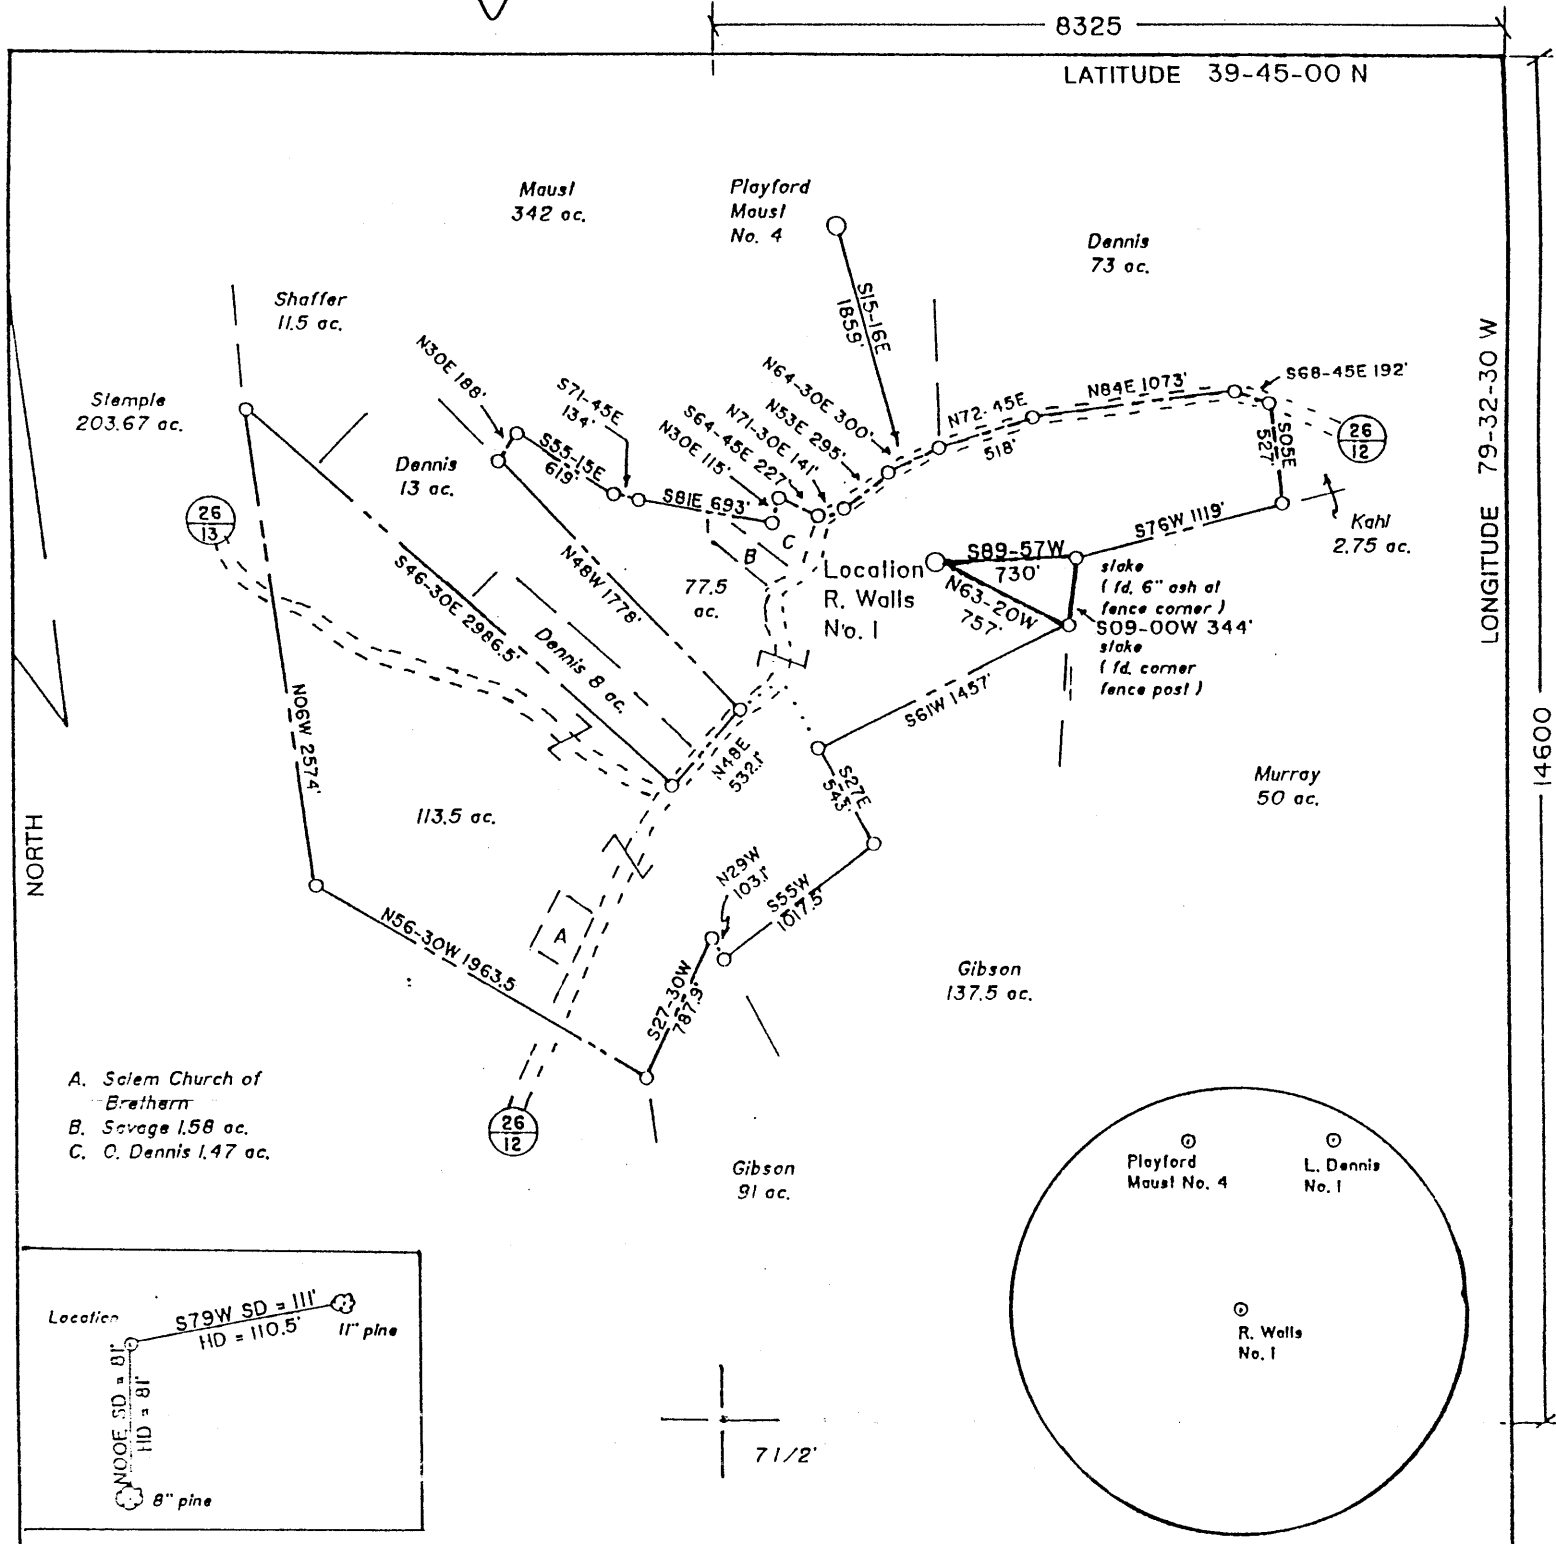 8325
LATITUDE 39-45-00 N
Maust
342 ac.
Playford
Maust
No. 4
Dennis
73 ac.
Shaffer
11.5 ac.
S15-16E
1859'
LONGITUDE 79-32-30 W
N30E 188'
S71-45E
134'
N64-30E 300'
N53E 295'
N71-30E 141'
S64-45E 227'
N30E 115'
N72-45E
518'
N84E 1073'
S68-45E 192'
Slemple
203.67 ac.
S05E
527'
26
12
Dennis
13 ac.
S55-15E
619'
S81E 693'
26
13
Kahl
2.75 ac.
S76W 1119'
C
B
77.5
ac.
N48W 1778'
S46-30E 2986.5'
Dennis 8 ac.
Location
R. Walls
No. 1
S89-57W
730'
N63-20W
757'
stake
( fd. 6" ash at
fence corner )
S09-00W 344'
stake
( fd. corner
fence post )
S61W 1457'
N06W 2574'
N48E
532.1'
S27E
543'
14600
Murray
50 ac.
113.5 ac.
NORTH
N29W
103.1'
S55W
1017.5'
A
N56-30W 1963.5
S27-30W
787.9'
Gibson
137.5 ac.
A. Salem Church of
Brethern
B. Savage 1.58 ac.
C. O. Dennis 1.47 ac.
26
12
Gibson
91 ac.
Playford
Maust No. 4
L. Dennis
No. 1
R. Walls
No. 1
Location
S79W SD = 111'
HD = 110.5'
11" pine
N00E SD = 81'
HD = 81'
8" pine
7 1/2'